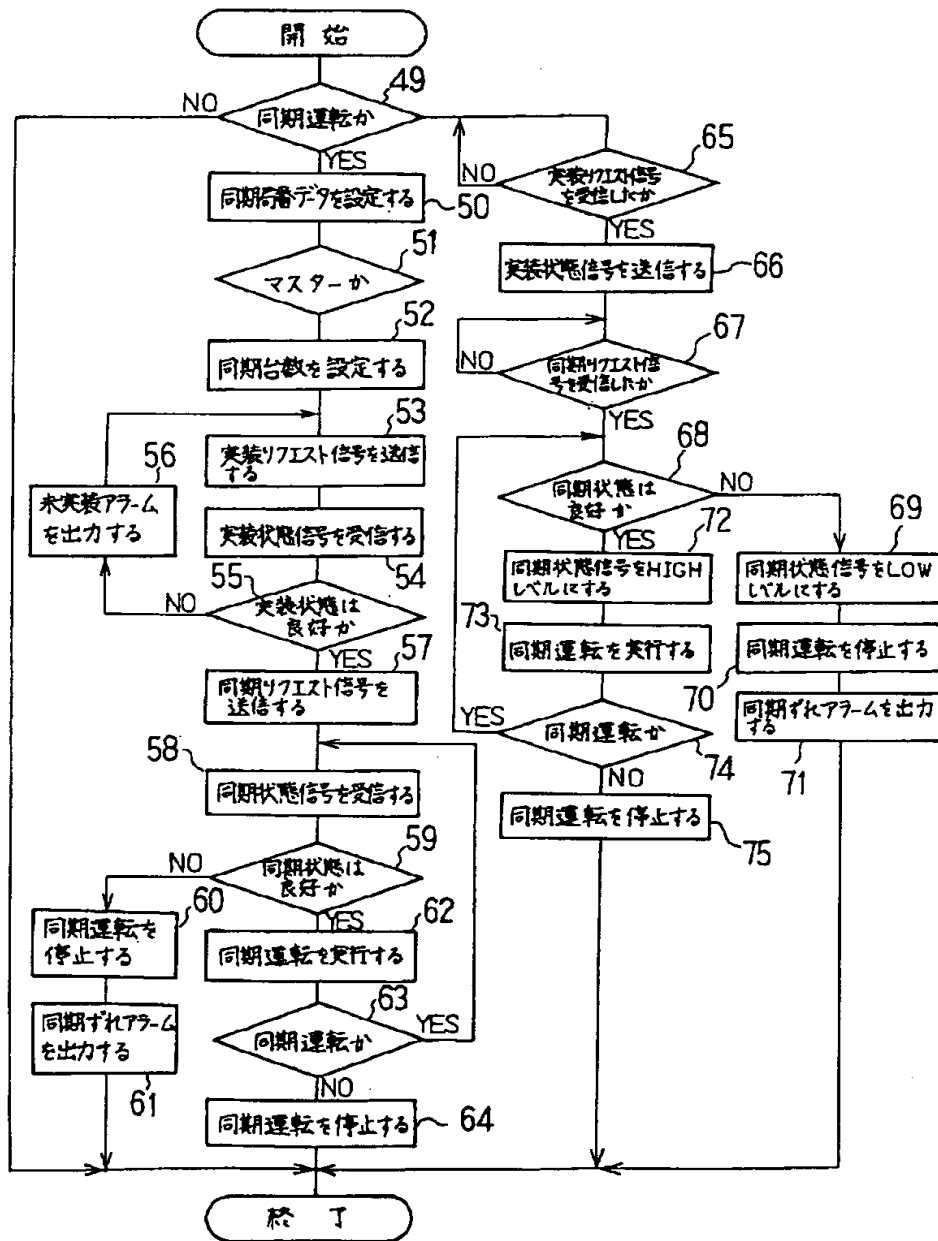 開始
49
NO
同期運転か
YES
同期号番データを設定する
50
51
マスターか
52
同期台数を設定する
53
実装リクエスト信号を送信
する
56
未実装アラーム
を出力する
実装状態信号を受信する
54
55
実装状態は
良好か
NO
YES
57
同期リクエスト信号を
送信する
58
同期状態信号を受信する
59
同期状態は
良好か
NO
YES
60
同期運転を
停止する
62
同期運転を実行する
同期ずれアラーム
を出力する
61
63
同期運転か
YES
NO
同期運転を停止する
64
65
実装リクエスト信号
を受信したか
NO
YES
実装状態信号を送信する
66
67
同期リクエスト信
号を受信したか
NO
YES
68
同期状態は
良好か
NO
YES
72
同期状態信号をHIGH
レベルにする
69
同期状態信号をLOW
レベルにする
73
同期運転を実行する
同期運転を停止する
70
同期ずれアラームを出力
する
71
YES
同期運転か
74
NO
同期運転を停止する
75
終了